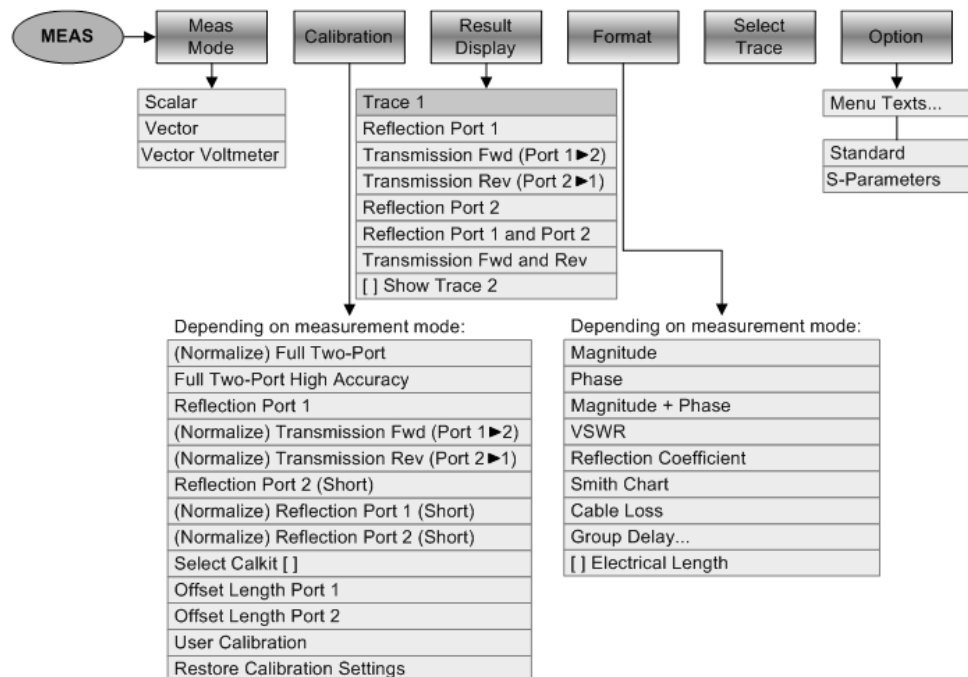 MEAS
Meas
Mode
Calibration
Result
Display
Format
Select
Trace
Option
Scalar
Vector
Vector Voltmeter
Trace 1
Reflection Port 1
Transmission Fwd (Port 1►2)
Transmission Rev (Port 2►1)
Reflection Port 2
Reflection Port 1 and Port 2
Transmission Fwd and Rev
[ ] Show Trace 2
Menu Texts...
Standard
S-Parameters
Depending on measurement mode:
(Normalize) Full Two-Port
Full Two-Port High Accuracy
Reflection Port 1
(Normalize) Transmission Fwd (Port 1►2)
(Normalize) Transmission Rev (Port 2►1)
Reflection Port 2 (Short)
(Normalize) Reflection Port 1 (Short)
(Normalize) Reflection Port 2 (Short)
Select Calkit [ ]
Offset Length Port 1
Offset Length Port 2
User Calibration
Restore Calibration Settings
Depending on measurement mode:
Magnitude
Phase
Magnitude + Phase
VSWR
Reflection Coefficient
Smith Chart
Cable Loss
Group Delay...
[ ] Electrical Length